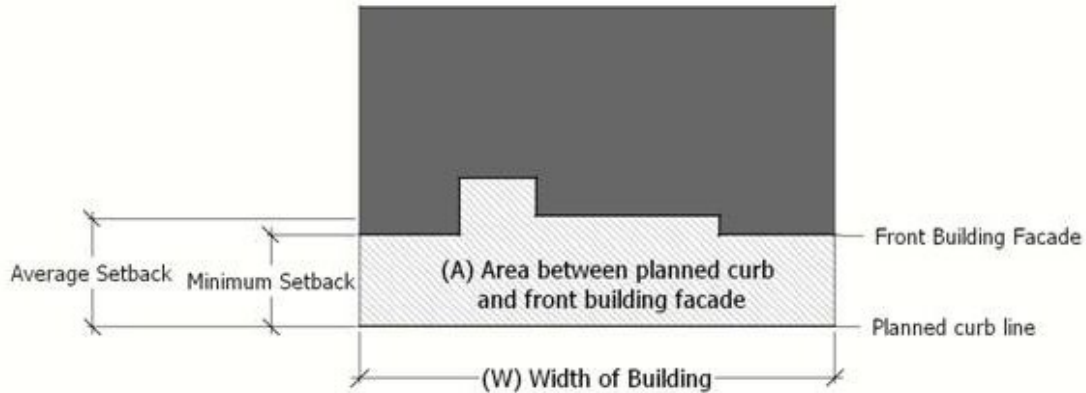 Average Setback
Minimum Setback
(A) Area between planned curb
and front building facade
Front Building Facade
Planned curb line
(W) Width of Building